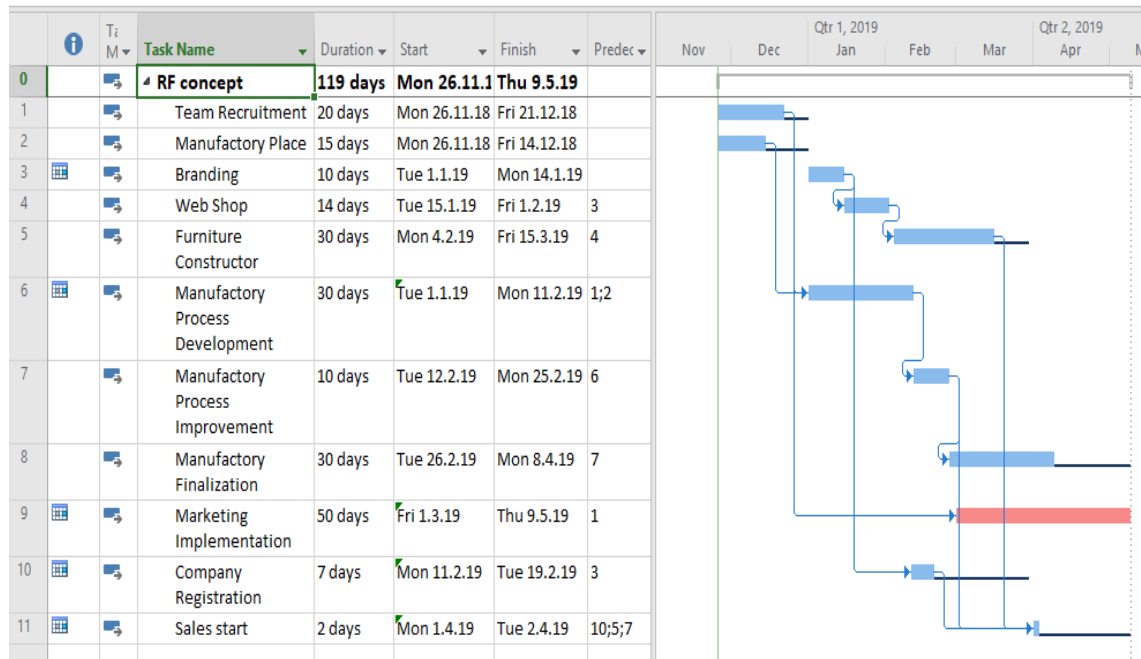 Qtr 1, 2019 Qtr 2, 2019
Ta M Task Name Duration Start Finish Predec Nov Dec Jan Feb Mar Apr
0 RF concept 119 days Mon 26.11.1 Thu 9.5.19
1 Team Recruitment 20 days Mon 26.11.18 Fri 21.12.18
2 Manufactory Place 15 days Mon 26.11.18 Fri 14.12.18
3 Branding 10 days Tue 1.1.19 Mon 14.1.19
4 Web Shop 14 days Tue 15.1.19 Fri 1.2.19 3
5 Furniture 30 days Mon 4.2.19 Fri 15.3.19 4
Constructor
6 Manufactory 30 days Tue 1.1.19 Mon 11.2.19 1;2
Process
Development
7 Manufactory 10 days Tue 12.2.19 Mon 25.2.19 6
Process
Improvement
8 Manufactory 30 days Tue 26.2.19 Mon 8.4.19 7
Finalization
9 Marketing 50 days Fri 1.3.19 Thu 9.5.19 1
Implementation
10 Company 7 days Mon 11.2.19 Tue 19.2.19 3
Registration
11 Sales start 2 days Mon 1.4.19 Tue 2.4.19 10;5;7